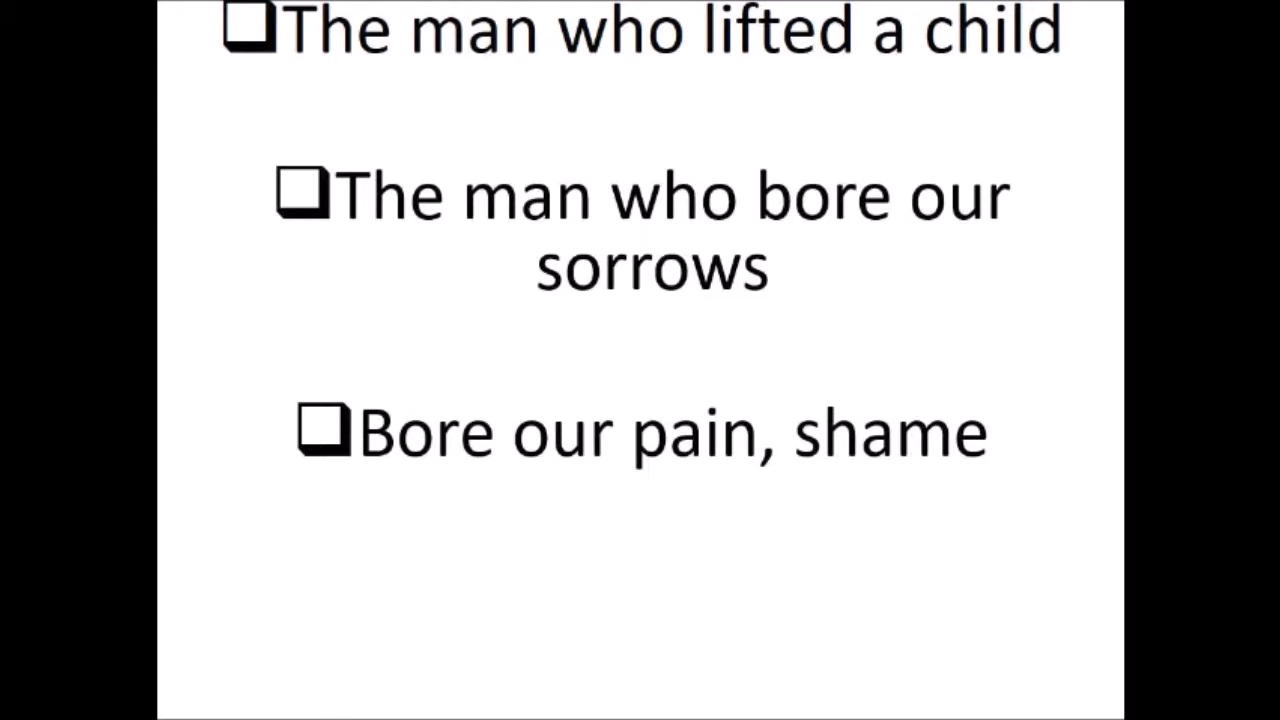 ❑The man who lifted a child
❑The man who bore our
sorrows
❑Bore our pain, shame